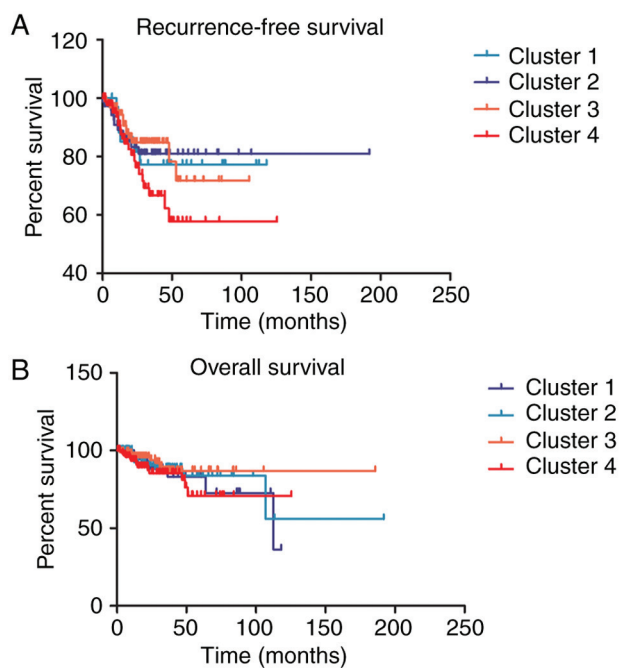 A
Recurrence-free survival
120
100
80
60
40
Percent survival
0 50 100 150 200 250
Time (months)
Cluster 1
Cluster 2
Cluster 3
Cluster 4
B
Overall survival
150
100
50
0
Percent survival
0 50 100 150 200 250
Time (months)
Cluster 1
Cluster 2
Cluster 3
Cluster 4